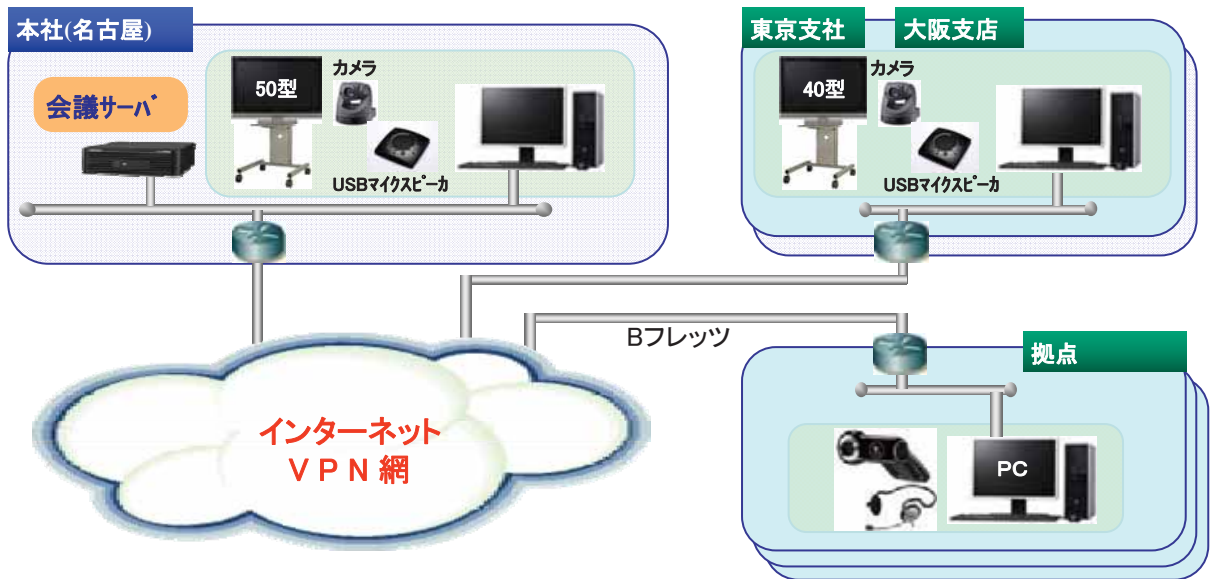 本社(名古屋)
会議サーバ
50型
カメラ
USBマイクスピーカ
東京支社
大阪支店
40型
カメラ
USBマイクスピーカ
Bフレッツ
拠点
PC
インターネット
VPN網